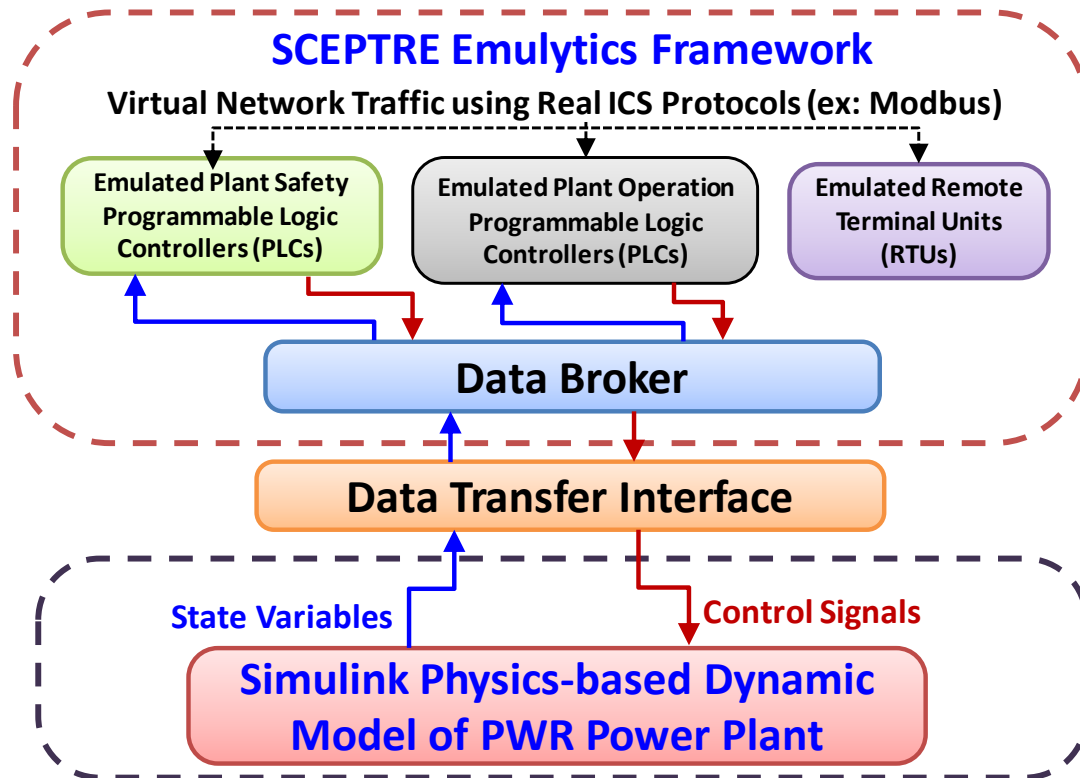 SCEPTRE Emulytics Framework
Virtual Network Traffic using Real ICS Protocols (ex: Modbus)
Emulated Plant Safety
Programmable Logic
Controllers (PLCs)
Emulated Plant Operation
Programmable Logic
Controllers (PLCs)
Emulated Remote
Terminal Units
(RTUs)
Data Broker
Data Transfer Interface
State Variables
Control Signals
Simulink Physics-based Dynamic
Model of PWR Power Plant